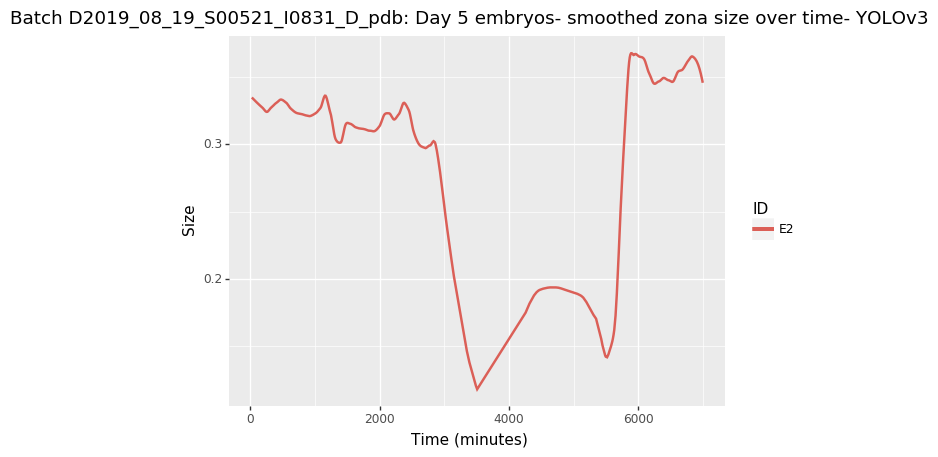 Batch D2019_08_19_S00521_I0831_D_pdb: Day 5 embryos- smoothed zona size over time- YOLOv3
0.3
0.2
Size
0
2000
4000
6000
Time (minutes)
ID
E2